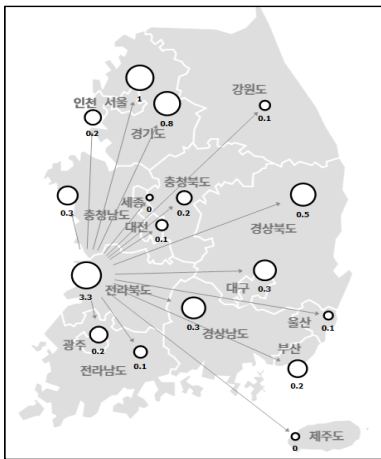 1
강원도
인천 서울
0.8
0.1
0.2
경기도
충청북도
세종
0.3
0
0.2
0.5
충청남도
대전
0.1
경상북도
0.3
3.3
전라북도
대구
0.3
경상남도
울산
0.1
광주
0.2
부산
0.1
0.2
전라남도
제주도
0